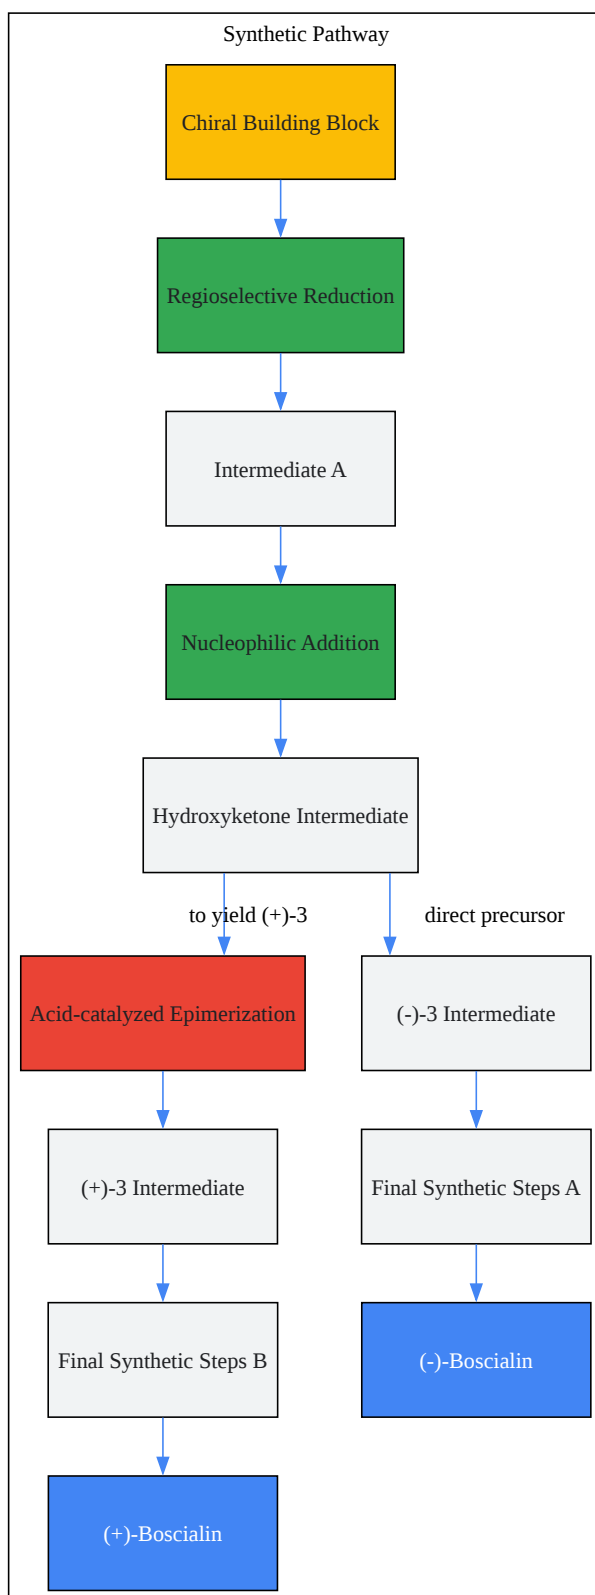 Synthetic Pathway
Chiral Building Block
Regioselective Reduction
Intermediate A
Nucleophilic Addition
Hydroxyketone Intermediate
to yield (+)-3
direct precursor
Acid-catalyzed Epimerization
(-)-3 Intermediate
(+)-3 Intermediate
Final Synthetic Steps A
Final Synthetic Steps B
(-)-Boscialin
(+)-Boscialin